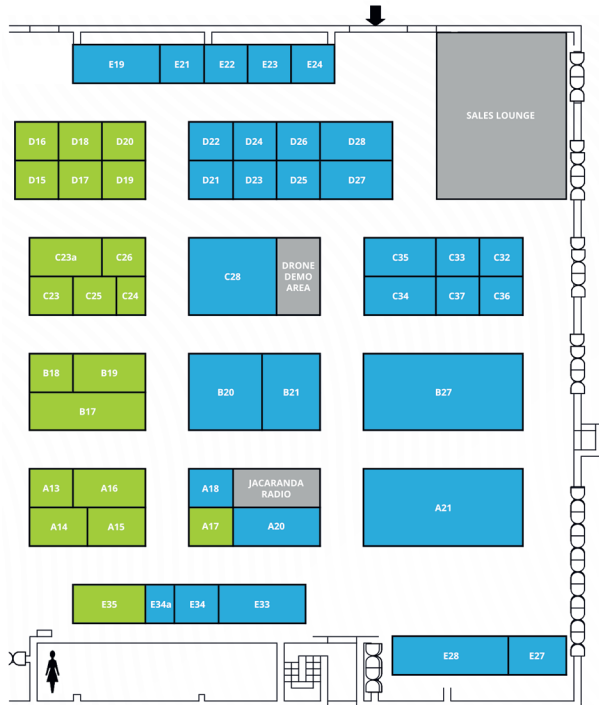 E19
E21
E22
E23
E24
SALES LOUNGE
D16
D18
D20
D22
D24
D26
D28
D15
D17
D19
D21
D23
D25
D27
C23a
C26
C28
DRONE
DEMO
AREA
C35
C33
C32
C23
C25
C24
C34
C37
C36
B18
B19
B20
B21
B27
B17
A13
A16
A18
JACARANDA
RADIO
A21
A14
A15
A17
A20
E35
E34a
E34
E33
E28
E27